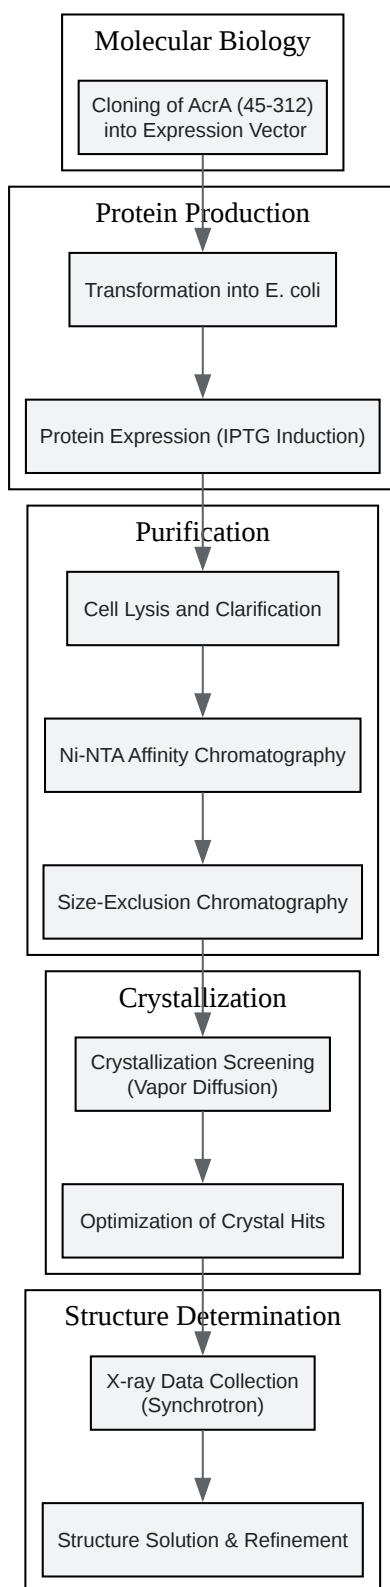 Molecular Biology
Cloning of AcrA (45-312)
into Expression Vector
Protein Production
Transformation into E. coli
Protein Expression (IPTG Induction)
Purification
Cell Lysis and Clarification
Ni-NTA Affinity Chromatography
Size-Exclusion Chromatography
Crystallization
Crystallization Screening
(Vapor Diffusion)
Optimization of Crystal Hits
Structure Determination
X-ray Data Collection
(Synchrotron)
Structure Solution & Refinement